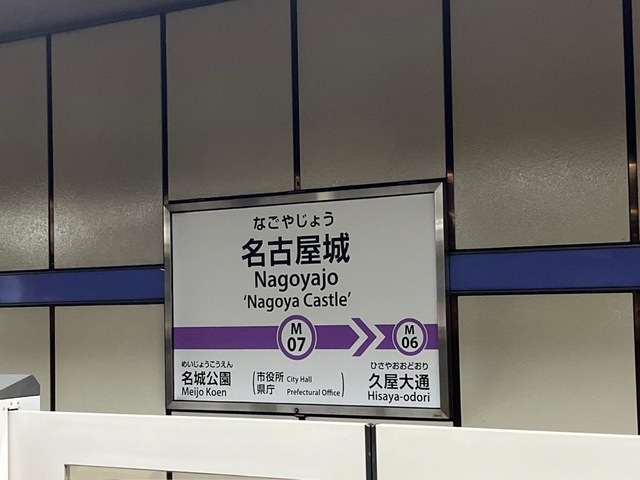 なごやじょう
名古屋城
Nagoyajo
‘Nagoya Castle’
M
07
M
06
めいじょうこうえん
名城公園
Meijo Koen
(市役所 City Hall
県庁 Prefectural Office)
ひさやおおどおり
久屋大通
Hisaya-odori